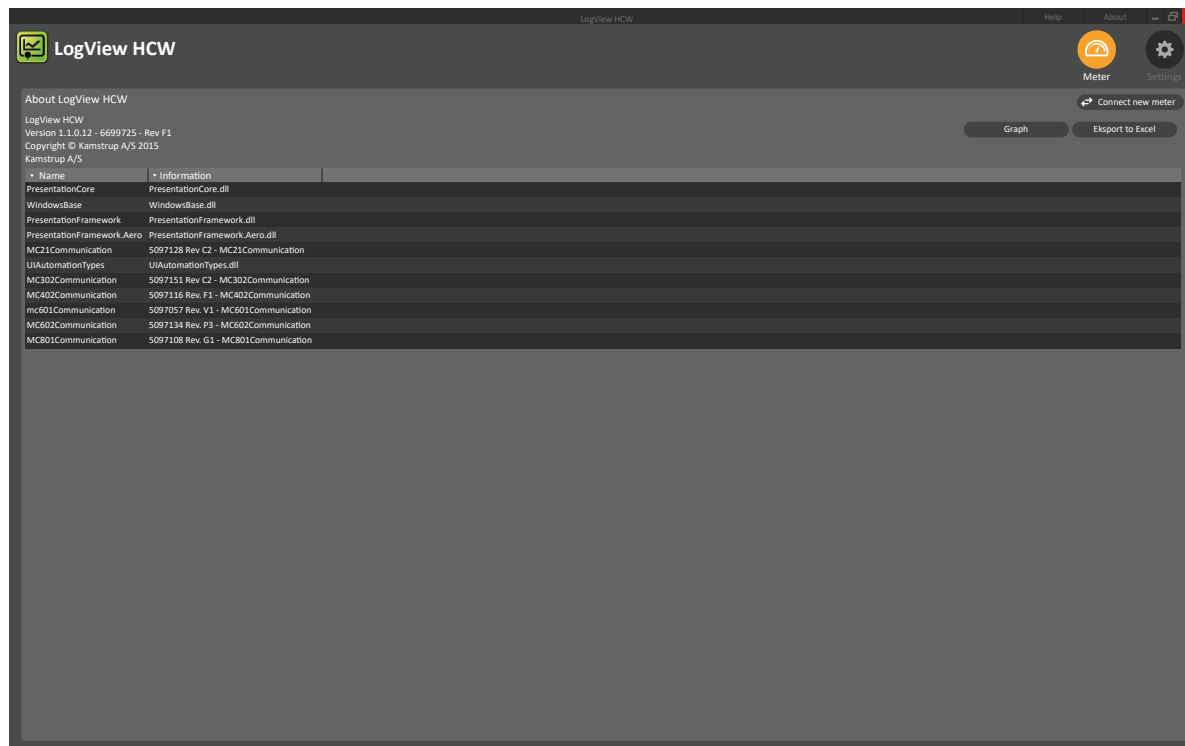 LogView HCW
Help About
LogView HCW
Meter Settings
About LogView HCW
Connect new meter
LogView HCW
Version 1.1.0.12 - 6699725 - Rev F1
Graph Eksport to Excel
Copyright © Kamstrup A/S 2015
Kamstrup A/S
Name Information
PresentationCore PresentationCore.dll
WindowsBase WindowsBase.dll
PresentationFramework PresentationFramework.dll
PresentationFramework.Aero PresentationFramework.Aero.dll
MC21Communication 5097128 Rev C2 - MC21Communication
UIAutomationTypes UIAutomationTypes.dll
MC302Communication 5097151 Rev C2 - MC302Communication
MC402Communication 5097116 Rev. F1 - MC402Communication
mc601Communication 5097057 Rev. V1 - MC601Communication
MC602Communication 5097134 Rev. P3 - MC602Communication
MC801Communication 5097108 Rev. G1 - MC801Communication